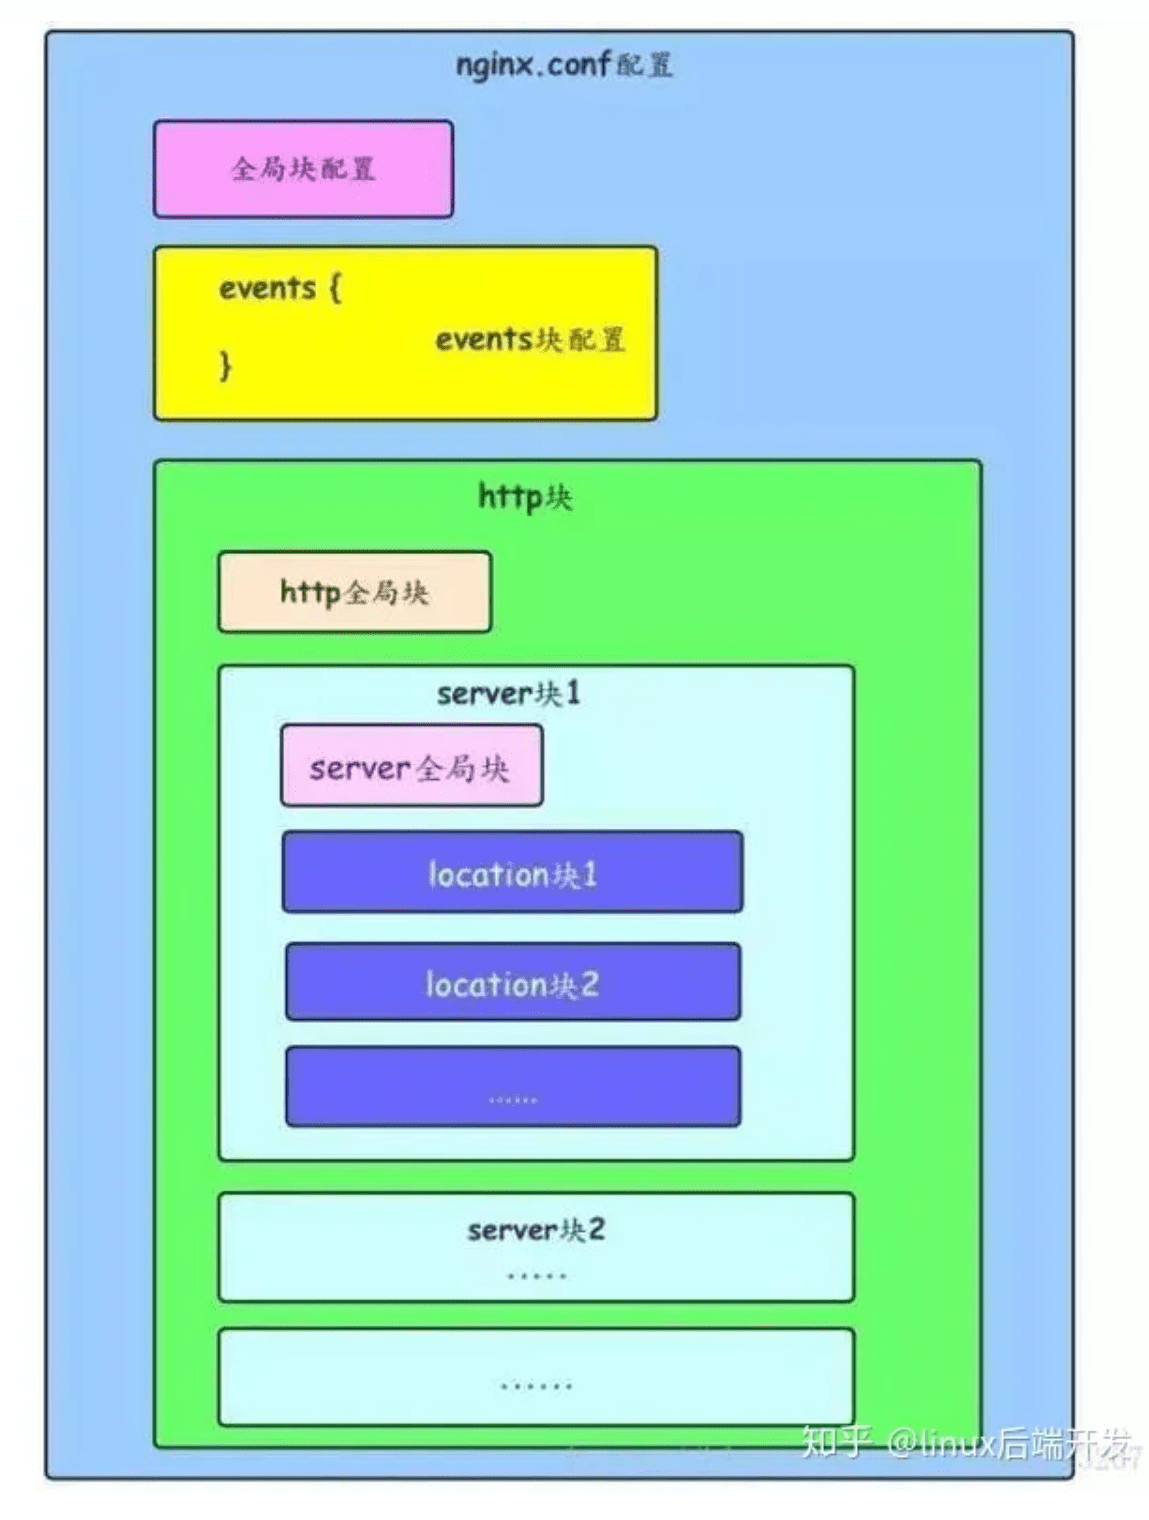 nginx.conf配置
全局块配置
events {
events块配置
}
http块
http全局块
server块1
server全局块
location块1
location块2
......
server块2
.....
......
知乎 @linux后端开发